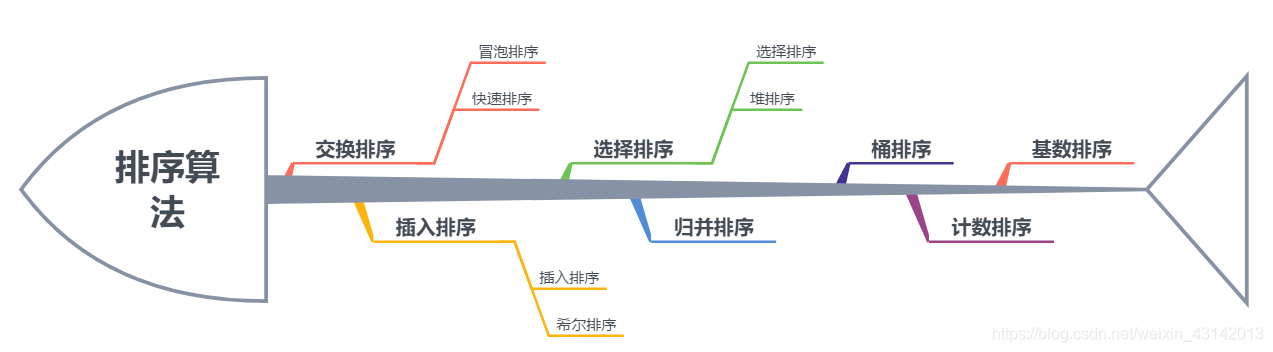 排序算
法
交换排序
冒泡排序
快速排序
插入排序
插入排序
希尔排序
选择排序
选择排序
堆排序
归并排序
桶排序
计数排序
基数排序
https://blog.csdn.net/weixin_43142013